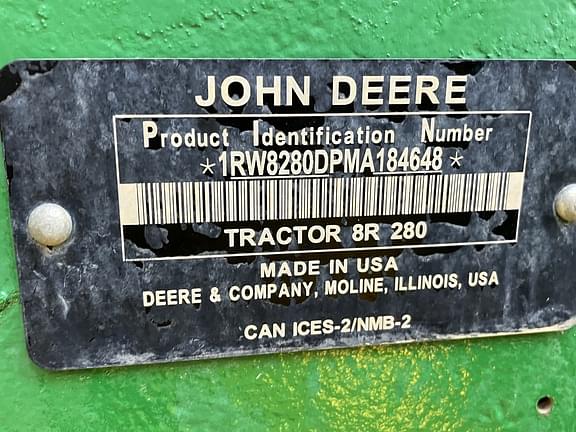 JOHN DEERE
Product Identification Number
*1RW8280DPMA184648*
TRACTOR 8R 280
MADE IN USA
DEERE & COMPANY, MOLINE, ILLINOIS, USA
CAN ICES-2/NMB-2